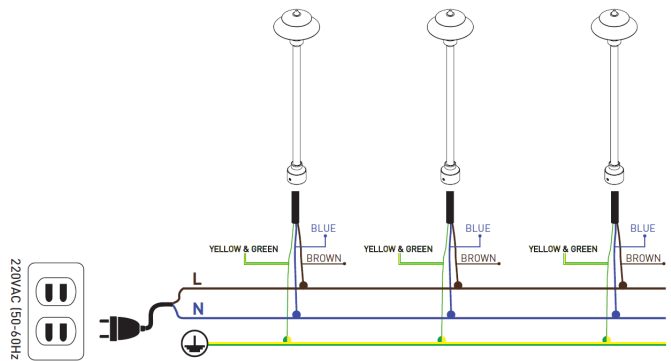 BLUE
BLUE
BLUE
YELLOW & GREEN
YELLOW & GREEN
YELLOW & GREEN
BROWN
BROWN
BROWN
L
N
220VAC (50-60Hz